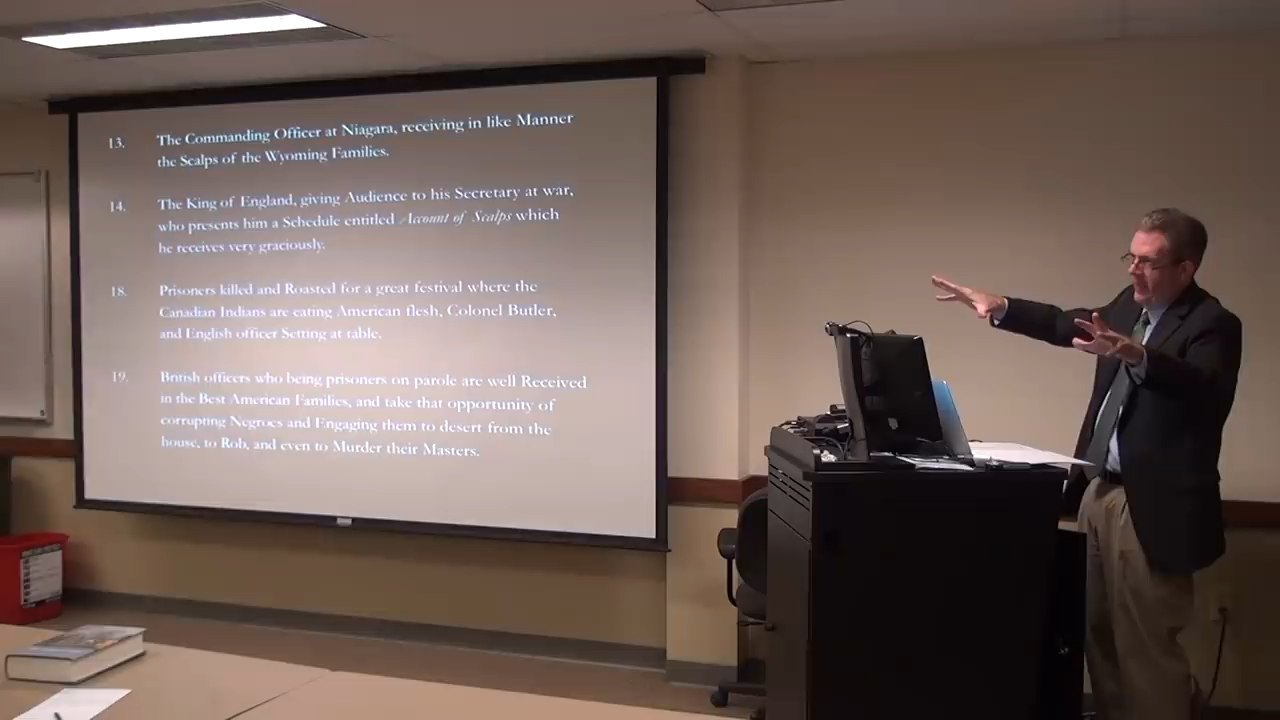 13. The Commanding Officer at Niagara, receiving in like Manner
the Scalps of the Wyoming Families.
14. The King of England, giving Audience to his Secretary at war,
who presents him a Schedule entitled Account of Scalps which
he receives very graciously.
18. Prisoners killed and Roasted for a great festival where the
Canadian Indians are eating American flesh, Colonel Butler,
and English officer Setting at table.
19. British officers who being prisoners on parole are well Received
in the Best American Families, and take that opportunity of
corrupting Negroes and Engaging them to desert from the
house, to Rob, and even to Murder their Masters.